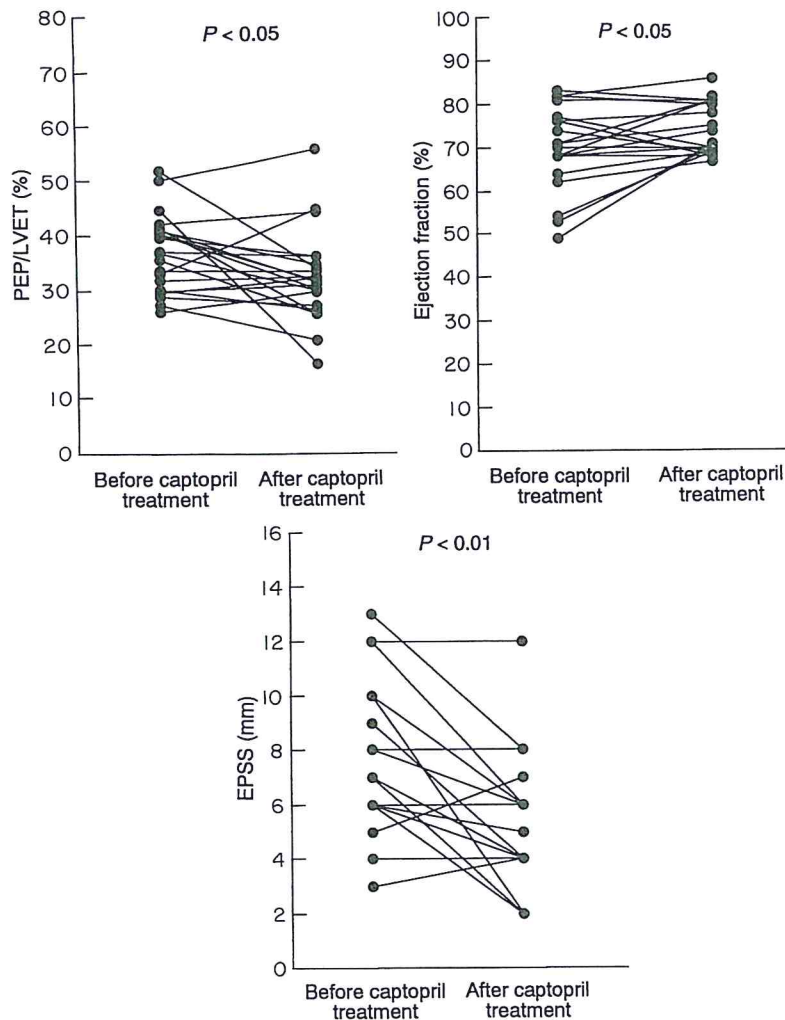 P < 0.05
PEP/LVET (%)
80
70
60
50
40
30
20
10
0
Before captopril
treatment
After captopril
treatment
P < 0.05
Ejection fraction (%)
100
90
80
70
60
50
40
30
20
10
0
Before captopril
treatment
After captopril
treatment
P < 0.01
EPSS (mm)
16
14
12
10
8
6
4
2
0
Before captopril
treatment
After captopril
treatment